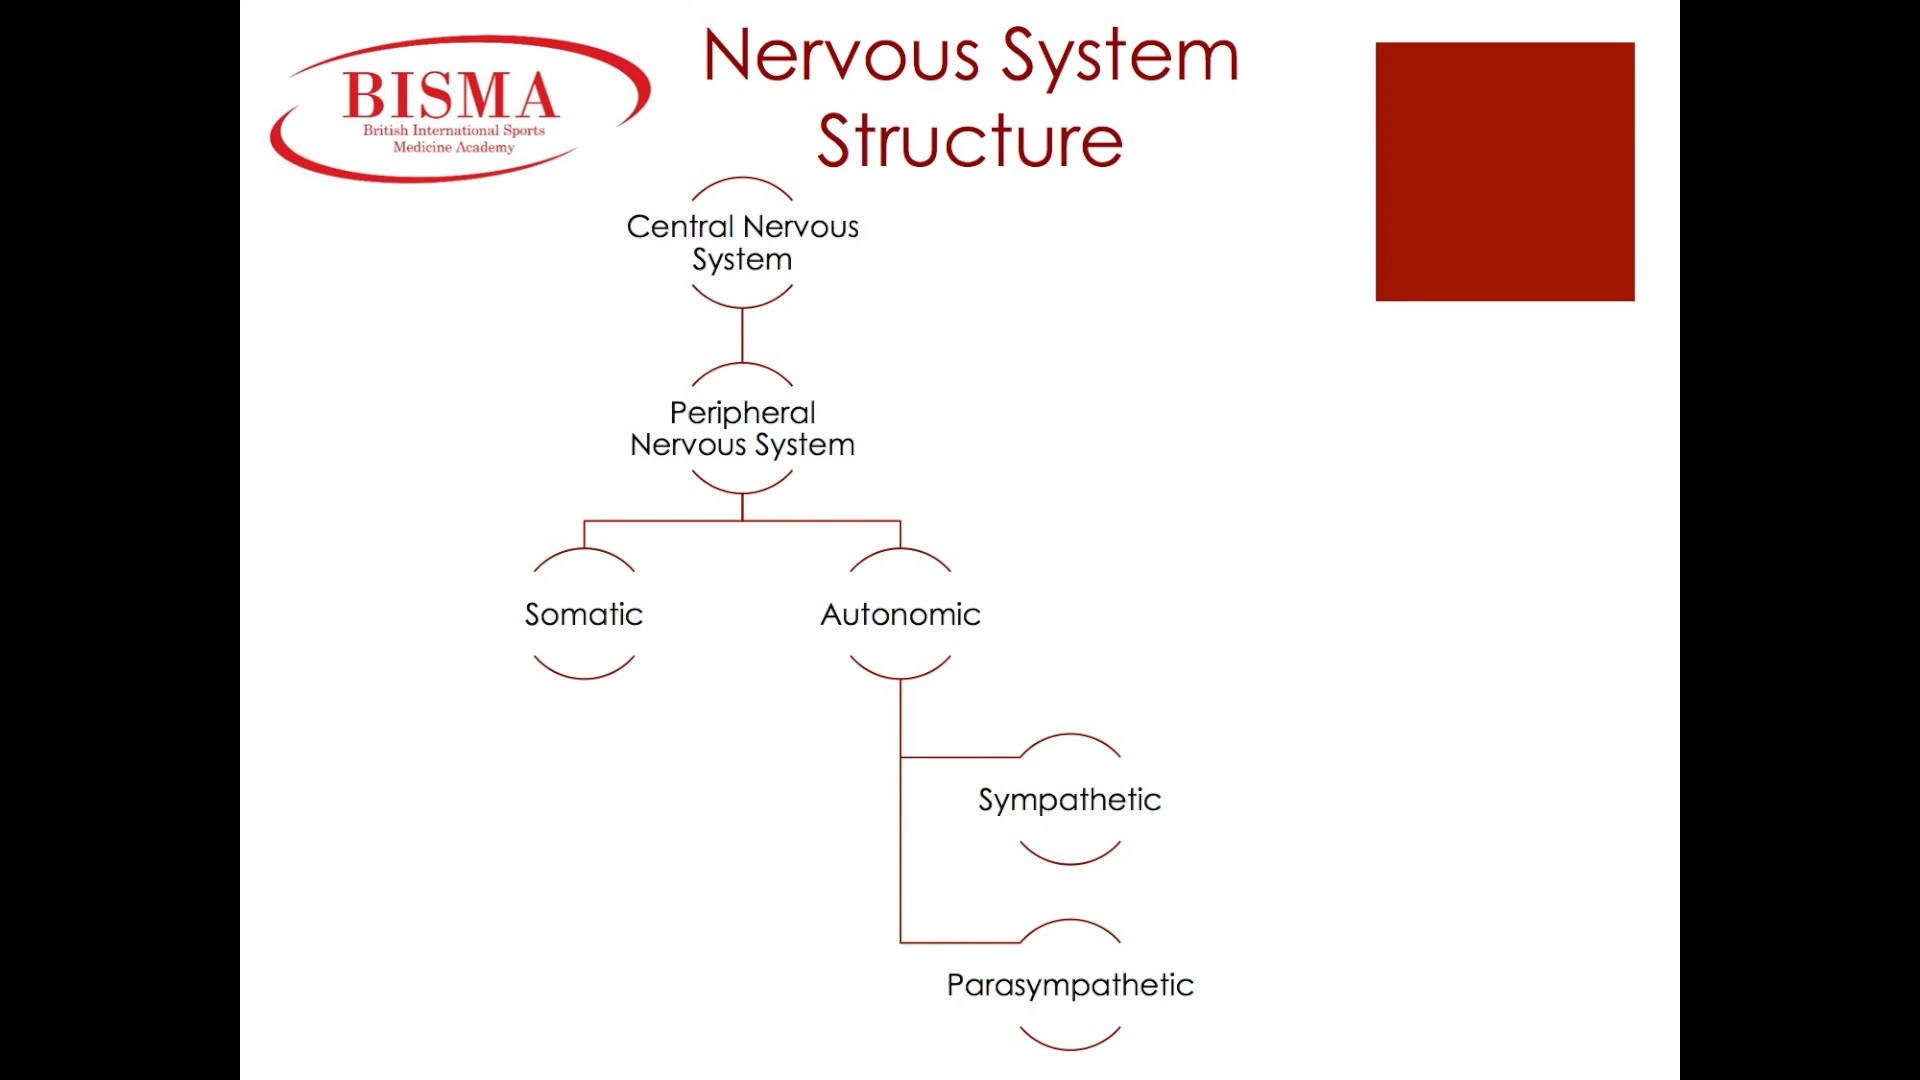 BISMA
British International Sports
Medicine Academy
Nervous System
Structure
Central Nervous
System
Peripheral
Nervous System
Somatic
Autonomic
Sympathetic
Parasympathetic